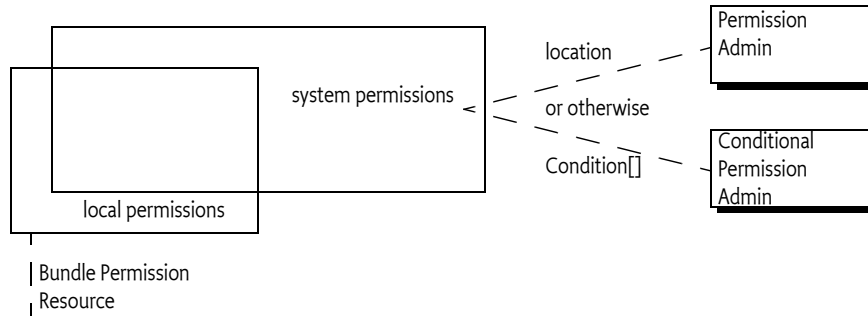 Permission
Admin
location
system permissions
or otherwise
Conditional
Permission
Admin
Condition[]
local permissions
Bundle Permission
Resource